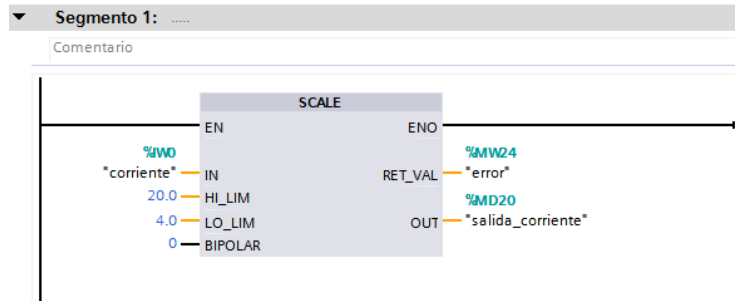 Segmento 1: .....
Comentario
SCALE
EN ENO
%IW0 %MW24
"corriente" IN RET_VAL "error"
20.0 HI_LIM %MD20
4.0 LO_LIM OUT "salida_corriente"
0 BIPOLAR